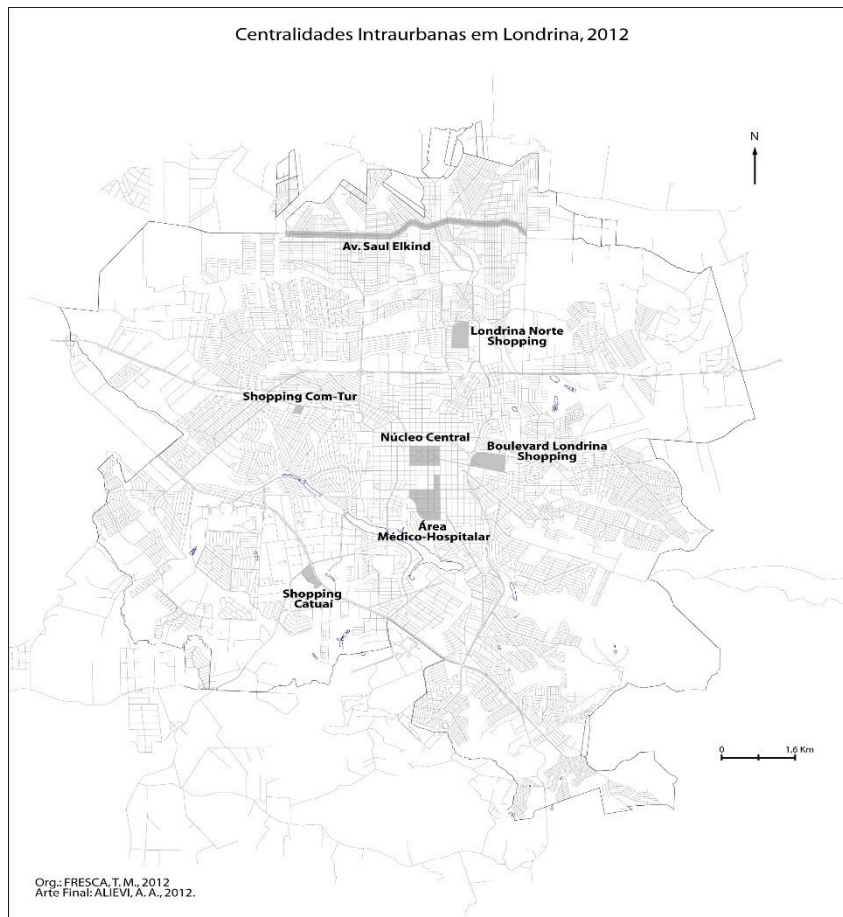 Centralidades Intraurbanas em Londrina, 2012
N
Av. Saul Elkind
Londrina Norte
Shopping
Shopping Com-Tur
Núcleo Central
Boulevard Londrina
Shopping
Área
Médico-Hospitalar
Shopping
Catuaí
0 1,6 Km
Org.: FRESCA, T. M., 2012
Arte Final: ALIEVI, A. A., 2012.